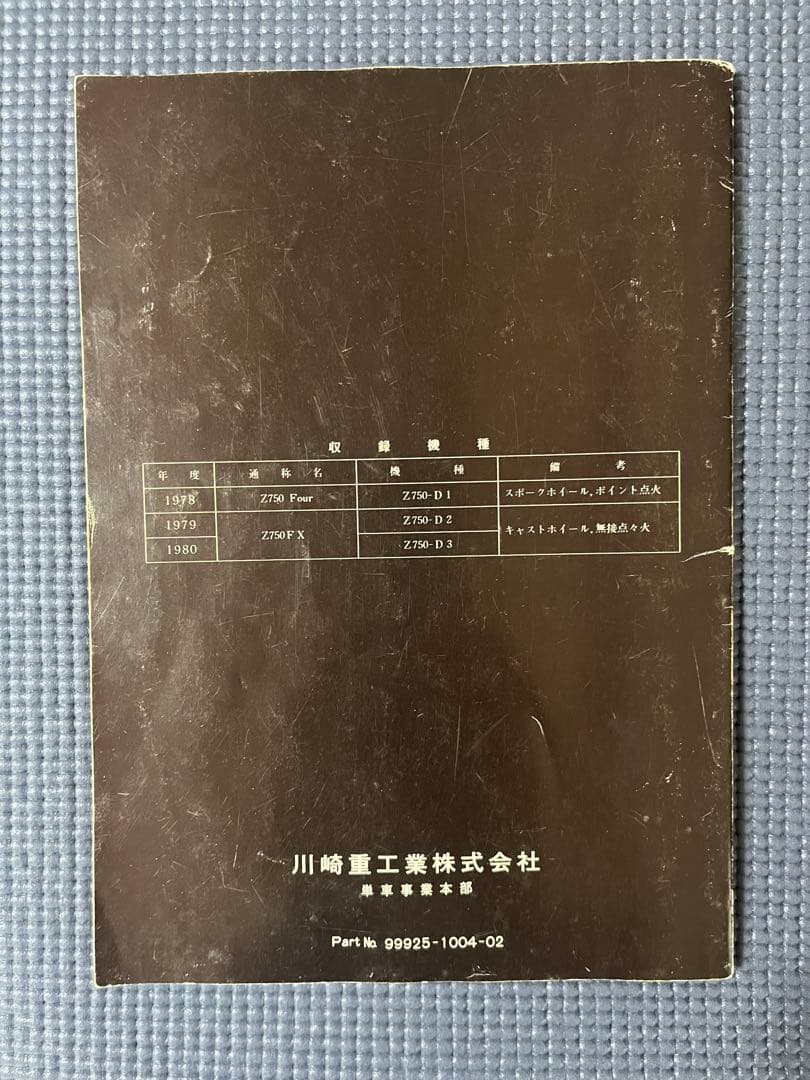 収録機種
年度 通称名 機種 備考
1978 Z750 Four Z750-D1 スポークホイール,ポイント点火
1979 Z750FX Z750-D2 キャストホイール,無接点々火
1980 Z750-D3
川崎重工業株式会社
単車事業本部
Part No. 99925-1004-02